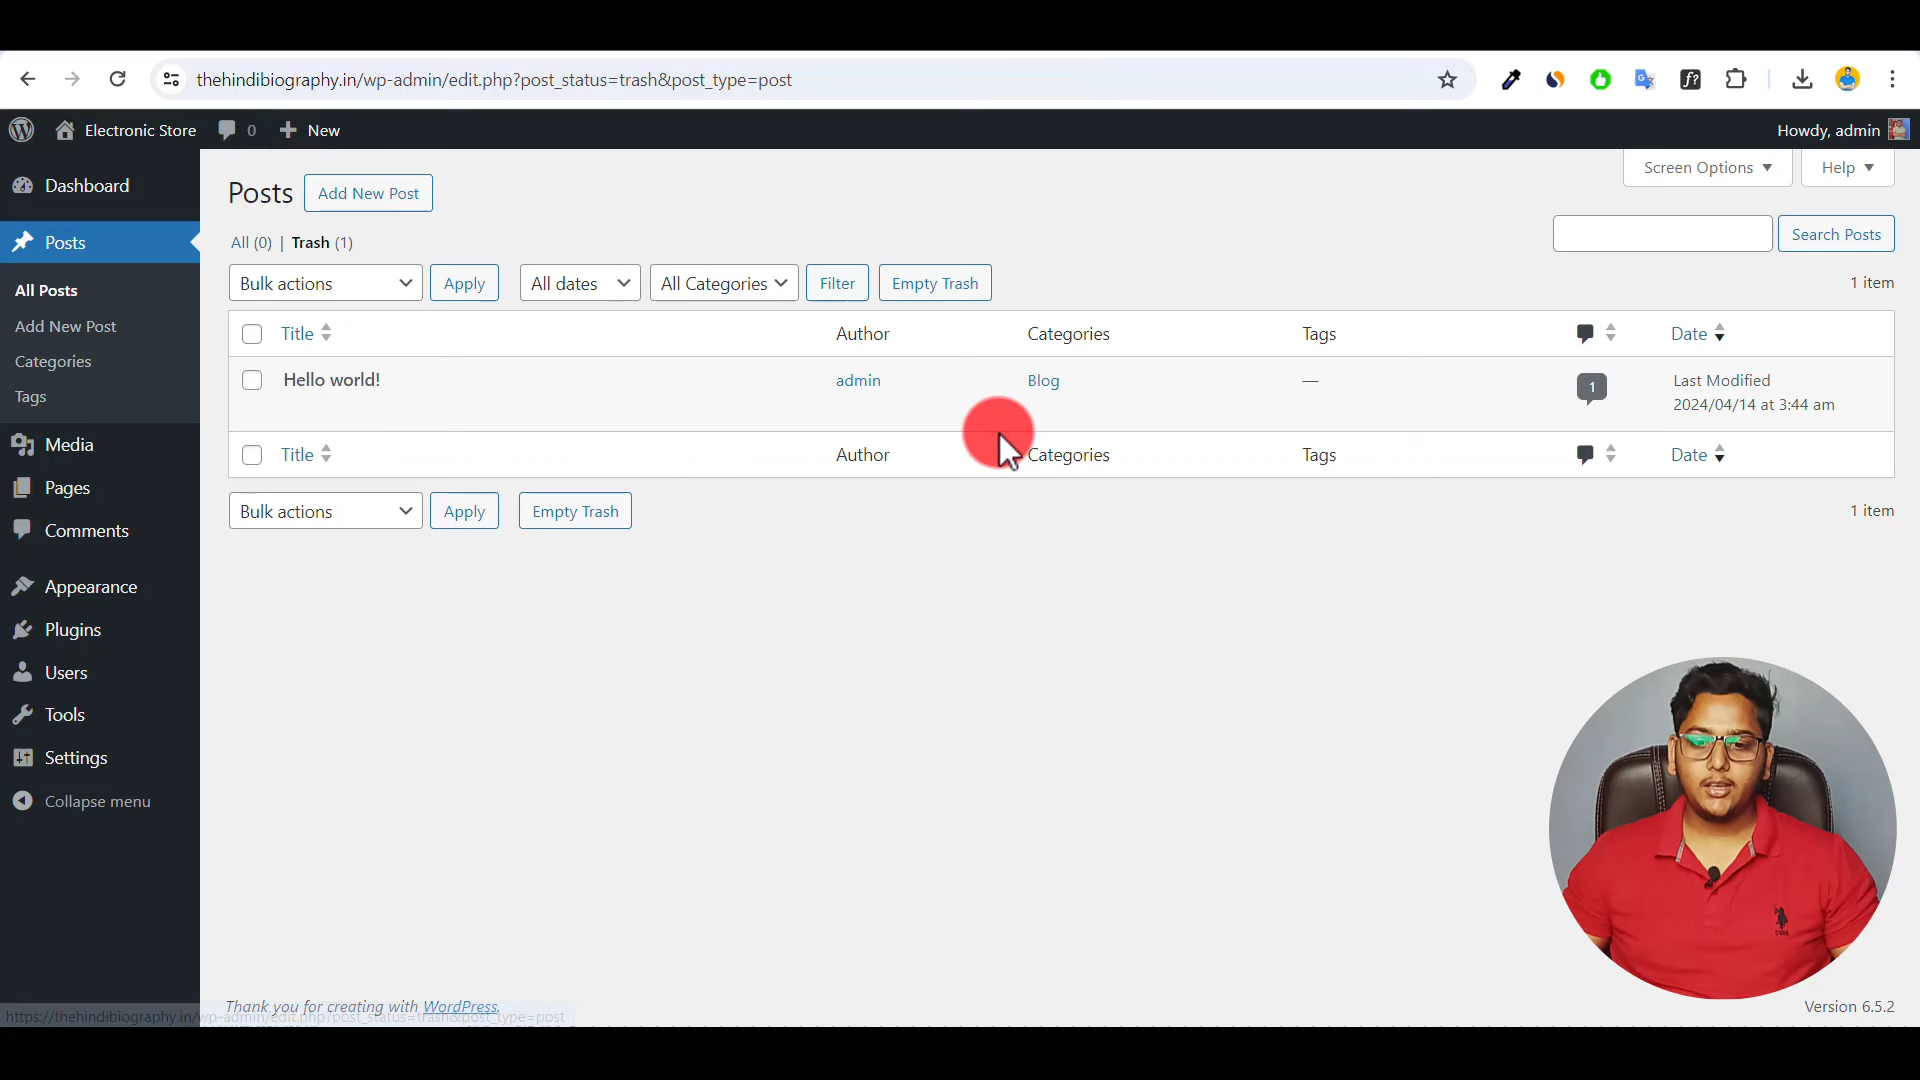 thehindibiography.in/wp-admin/edit.php?post_status=trash&post_type=post
Electronic Store 0 New Howdy, admin
Screen Options Help
Dashboard
Posts Add New Post
Posts
All (0) | Trash (1)
Search Posts
Bulk actions Apply All dates All Categories Filter Empty Trash 1 item
All Posts
Add New Post
Categories
Tags
Title Author Categories Tags Date
Hello world! admin Blog — 1 Last Modified
2024/04/14 at 3:44 am
Title Author Categories Tags Date
Bulk actions Apply Empty Trash 1 item
Media
Pages
Comments
Appearance
Plugins
Users
Tools
Settings
Collapse menu
Thank you for creating with WordPress.
Version 6.5.2
https://thehindibiography.in/wp-admin/edit.php?post_status=trash&post_type=post